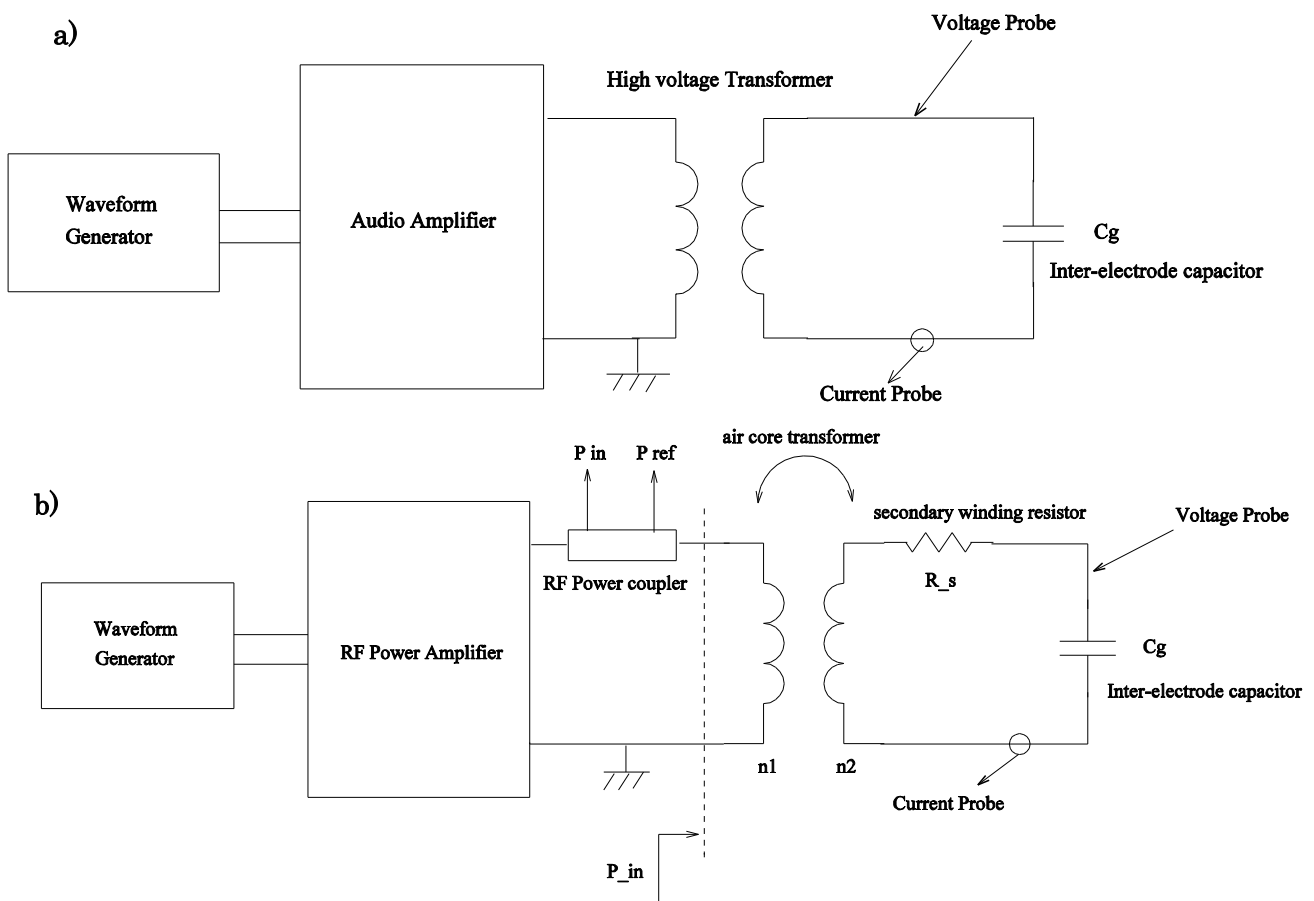 a)
Voltage Probe
High voltage Transformer
Waveform
Generator
Audio Amplifier
Cg
Inter-electrode capacitor
Current Probe
air core transformer
P in
P ref
b)
secondary winding resistor
Voltage Probe
RF Power coupler
R_s
Waveform
Generator
RF Power Amplifier
Cg
Inter-electrode capacitor
n1
n2
Current Probe
P_in